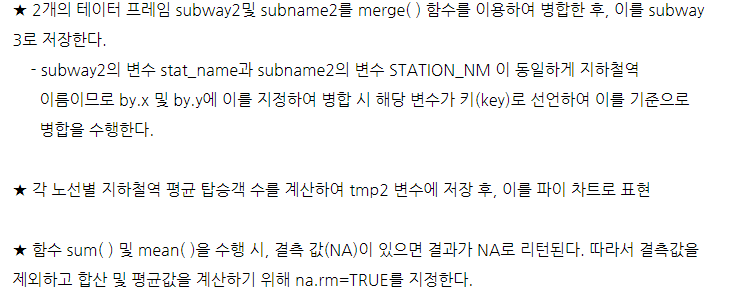 ★ 2개의 테이터 프레임 subway2및 subname2를 merge( ) 함수를 이용하여 병합한 후, 이를 subway
3로 저장한다.
- subway2의 변수 stat_name과 subname2의 변수 STATION_NM 이 동일하게 지하철역
이름이므로 by.x 및 by.y에 이를 지정하여 병합 시 해당 변수가 키(key)로 선언하여 이를 기준으로
병합을 수행한다.
★ 각 노선별 지하철역 평균 탑승객 수를 계산하여 tmp2 변수에 저장 후, 이를 파이 차트로 표현
★ 함수 sum( ) 및 mean( )을 수행 시, 결측 값(NA)이 있으면 결과가 NA로 리턴된다. 따라서 결측값을
제외하고 합산 및 평균값을 계산하기 위해 na.rm=TRUE를 지정한다.